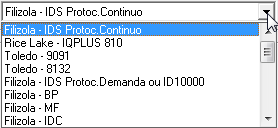 Filizola - IDS Protoc.Continuo
Filizola - IDS Protoc.Continuo
Rice Lake - IQPLUS 810
Toledo - 9091
Toledo - 8132
Filizola - IDS Protoc.Demanda ou ID10000
Filizola - BP
Filizola - MF
Filizola - IDC